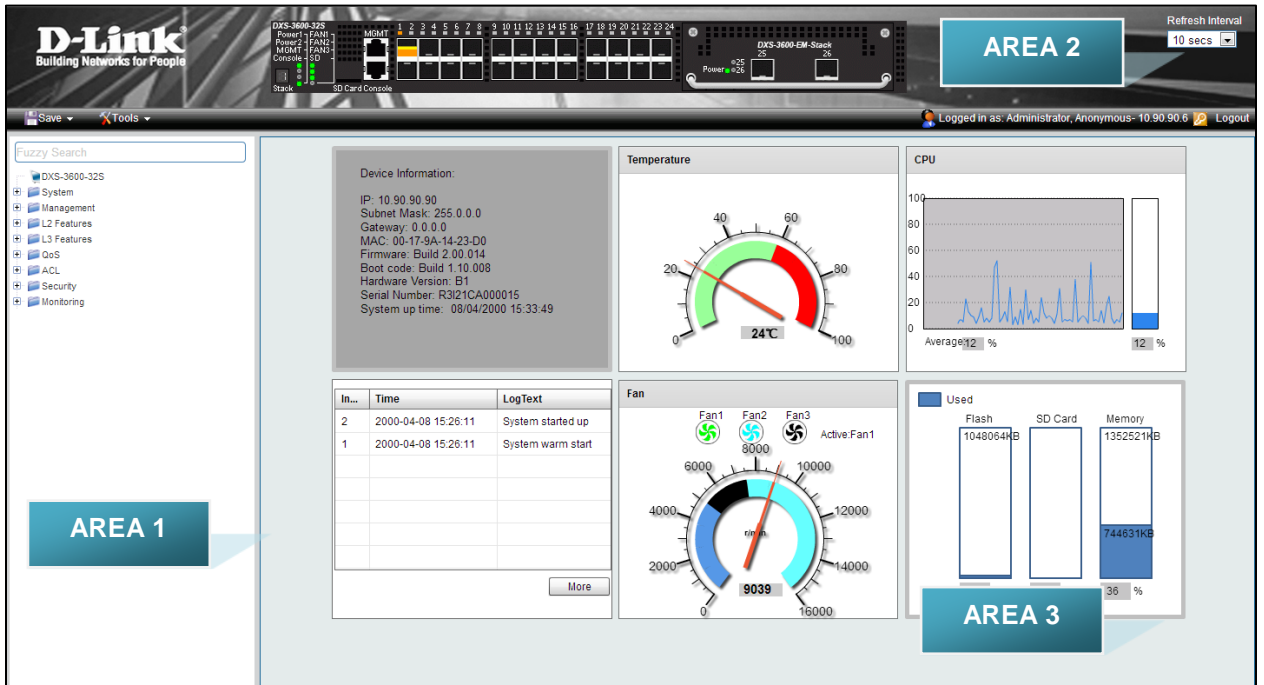 D-Link
Building Networks for People
DXS-3600-32S
Power1 FAN1
Power2 FAN2
MGMT FAN3
Console SD
Stack
SD Card Console
MGMT
1 2 3 4 5 6 7 8 9 10 11 12 13 14 15 16 17 18 19 20 21 22 23 24
DXS-3600-EM-Stack
25 26
Power 25
26
AREA 2
Refresh Interval
10 secs
Save
Tools
Logged in as: Administrator, Anonymous- 10.90.90.6
Logout
Fuzzy Search
DXS-3600-32S
System
Management
L2 Features
L3 Features
QoS
ACL
Security
Monitoring
AREA 1
Device Information:
IP: 10.90.90.90
Subnet Mask: 255.0.0.0
Gateway: 0.0.0.0
MAC: 00-17-9A-14-23-D0
Firmware: Build 2.00.014
Boot code: Build 1.10.008
Hardware Version: B1
Serial Number: R3I21CA000015
System up time: 08/04/2000 15:33:49
Temperature
0 20 40 60 80 100
24℃
CPU
100
80
60
40
20
0
Average: 12 %
12 %
In... Time LogText
2 2000-04-08 15:26:11 System started up
1 2000-04-08 15:26:11 System warm start
More
Fan
Fan1 Fan2 Fan3
Active:Fan1
0 2000 4000 6000 8000 10000 12000 14000 16000
r/min
9039
Used
Flash SD Card Memory
1048064KB
1352521KB
744631KB
36 %
AREA 3